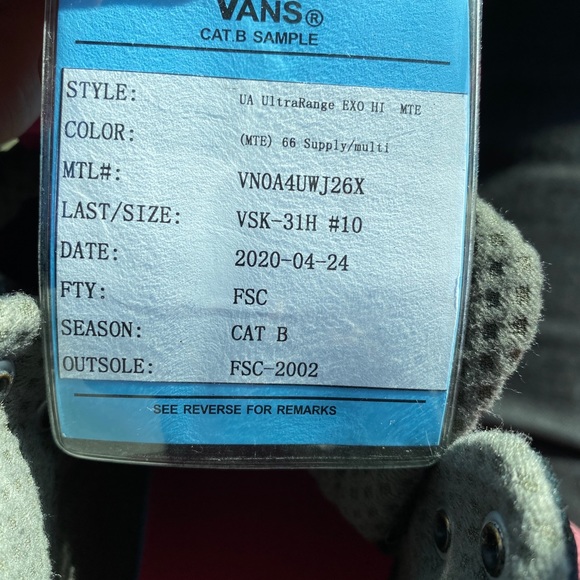 VANS®
CAT.B SAMPLE
STYLE: UA UltraRange EXO HI MTE
COLOR: (MTE) 66 Supply/multi
MTL#: VN0A4UWJ26X
LAST/SIZE: VSK-31H #10
DATE: 2020-04-24
FTY: FSC
SEASON: CAT B
OUTSOLE: FSC-2002
SEE REVERSE FOR REMARKS